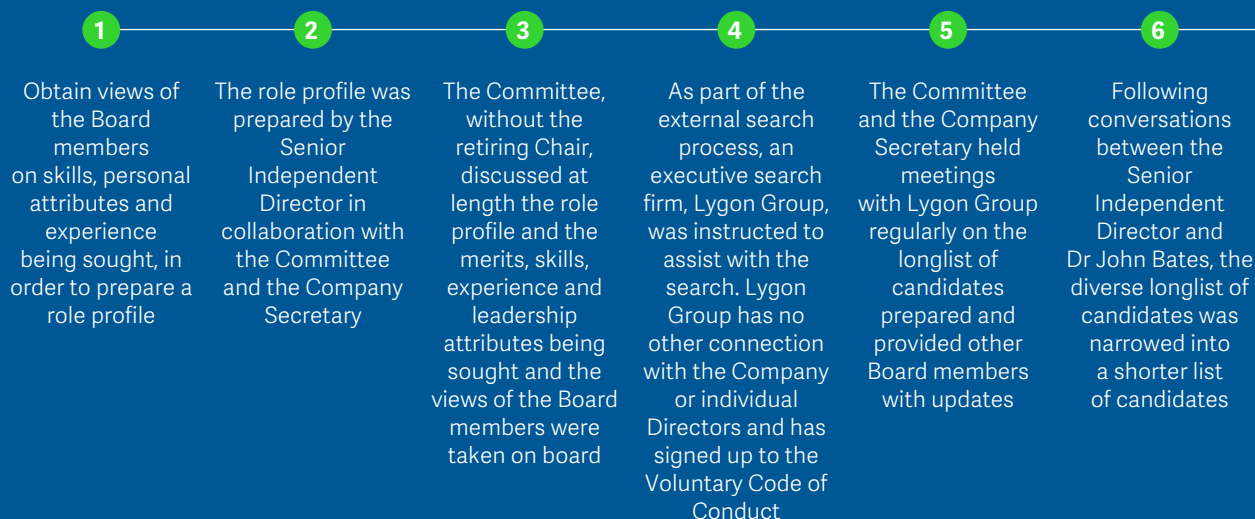 1
Obtain views of
the Board
members
on skills, personal
attributes and
experience
being sought, in
order to prepare a
role profile
2
The role profile was
prepared by the
Senior
Independent
Director in
collaboration with
the Committee
and the Company
Secretary
3
The Committee,
without the
retiring Chair,
discussed at
length the role
profile and the
merits, skills,
experience and
leadership
attributes being
sought and the
views of the Board
members were
taken on board
4
As part of the
external search
process, an
executive search
firm, Lygon Group,
was instructed to
assist with the
search. Lygon
Group has no
other connection
with the Company
or individual
Directors and has
signed up to the
Voluntary Code of
Conduct
5
The Committee
and the Company
Secretary held
meetings
with Lygon Group
regularly on the
longlist of
candidates
prepared and
provided other
Board members
with updates
6
Following
conversations
between the
Senior
Independent
Director and
Dr John Bates, the
diverse longlist of
candidates was
narrowed into
a shorter list
of candidates